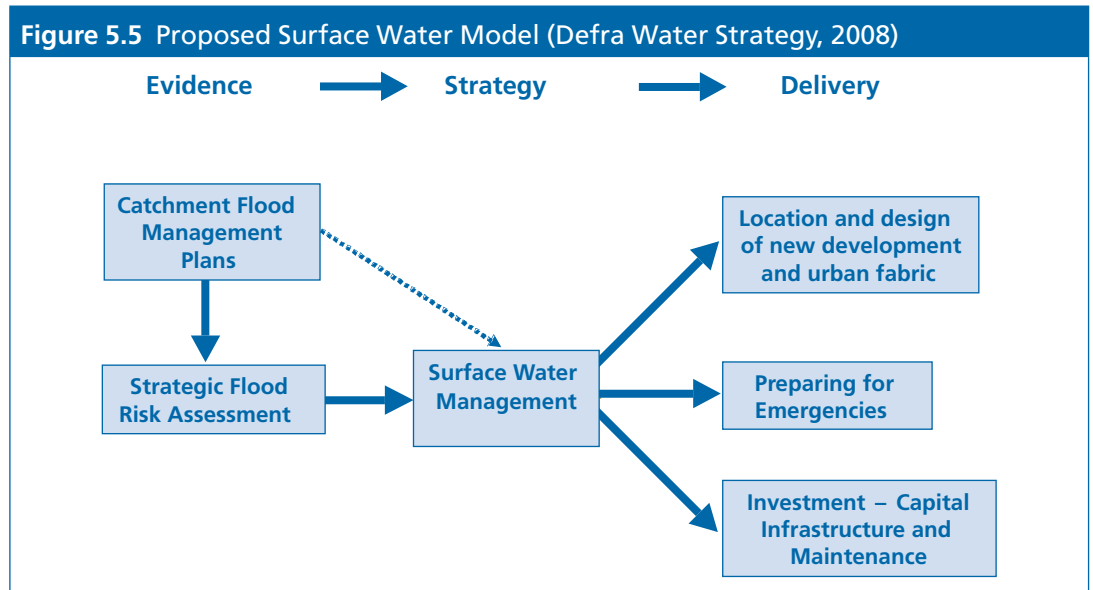 Figure 5.5 Proposed Surface Water Model (Defra Water Strategy, 2008)
Evidence Strategy Delivery
Catchment Flood
Management
Plans
Strategic Flood
Risk Assessment
Surface Water
Management
Location and design
of new development
and urban fabric
Preparing for
Emergencies
Investment – Capital
Infrastructure and
Maintenance